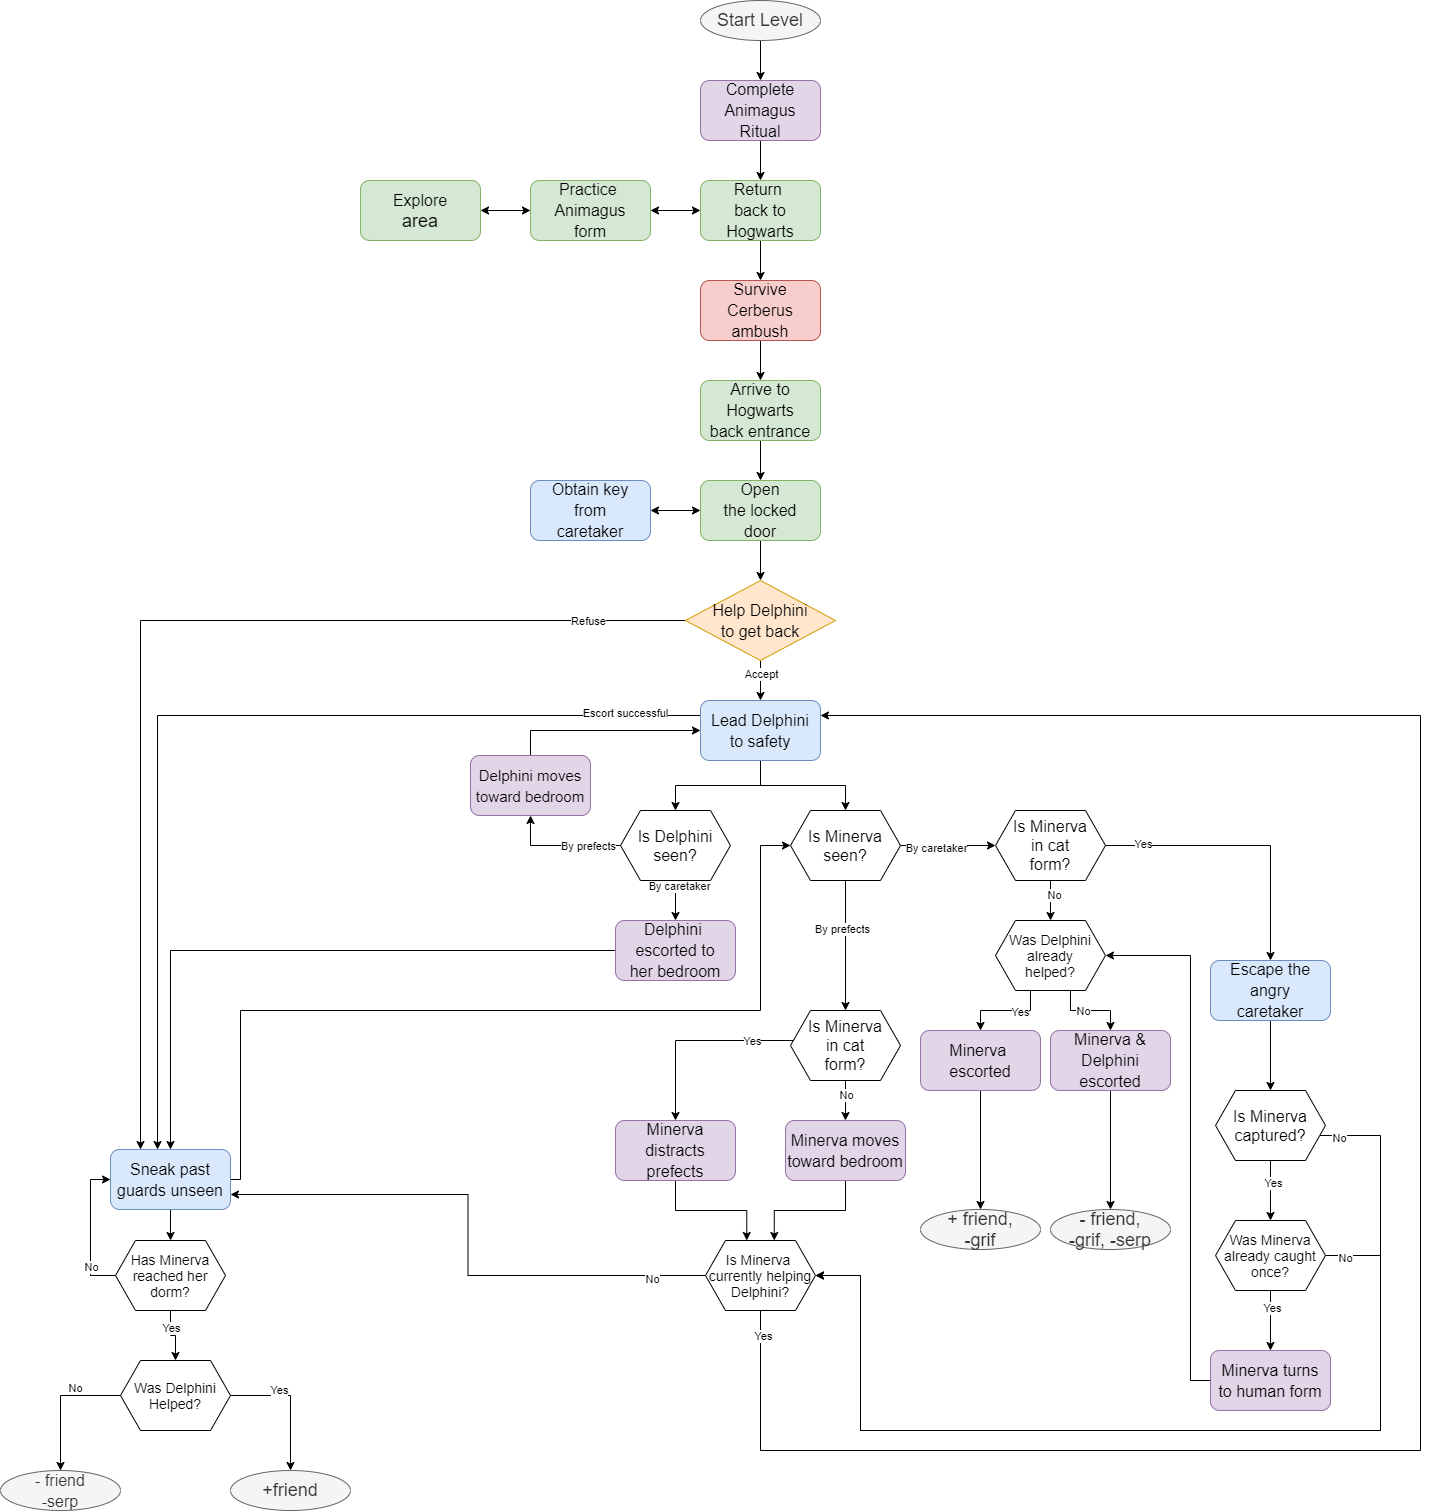 Start Level
Complete
Animagus
Ritual
Explore
area
Practice
Animagus
form
Return
back to
Hogwarts
Survive
Cerberus
ambush
Arrive to
Hogwarts
back entrance
Obtain key
from
caretaker
Open
the locked
door
Help Delphini
to get back
Refuse
Accept
Escort successful
Lead Delphini
to safety
Delphini moves
toward bedroom
Is Delphini
seen?
By prefects
By caretaker
Is Minerva
seen?
By caretaker
Is Minerva
in cat
form?
Yes
No
Delphini
escorted to
her bedroom
By prefects
Was Delphini
already
helped?
Escape the
angry
caretaker
Yes
No
Is Minerva
in cat
form?
Yes
No
Minerva
escorted
Minerva &
Delphini
escorted
Is Minerva
captured?
No
Yes
Minerva
distracts
prefects
Minerva moves
toward bedroom
Sneak past
guards unseen
+ friend,
-grif
- friend,
-grif, -serp
Has Minerva
reached her
dorm?
No
Yes
Is Minerva
currently helping
Delphini?
No
Yes
Was Minerva
already caught
once?
No
Yes
Was Delphini
Helped?
No
Yes
Minerva turns
to human form
- friend
-serp
+friend